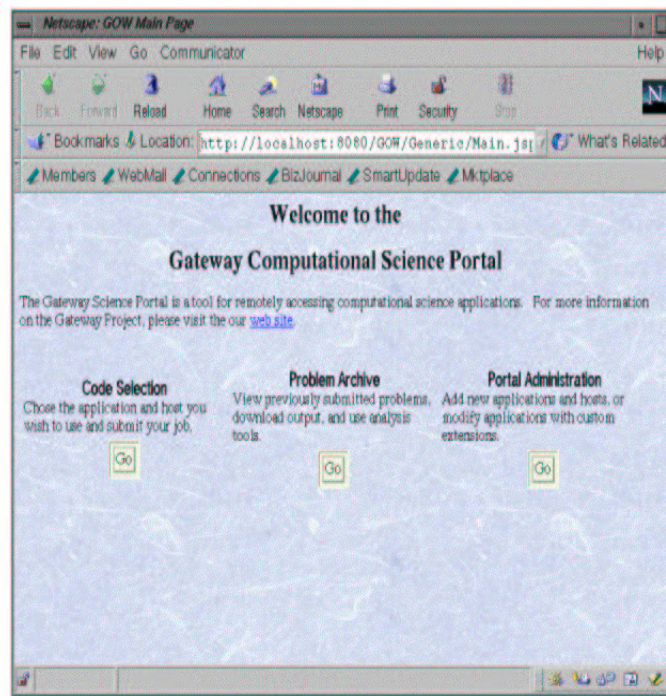 Netscape: GOW Main Page
File Edit View Go Communicator Help
Back Forward Reload Home Search Netscape Print Security Stop
N
Bookmarks Location: http://localhost:8080/GOW/Generic/Main.jsp What's Related
Members WebMail Connections BizJournal SmartUpdate Mktplace
Welcome to the
Gateway Computational Science Portal
The Gateway Science Portal is a tool for remotely accessing computational science applications. For more information
on the Gateway Project, please visit the our web site.
Code Selection
Chose the application and host you
wish to use and submit your job.
Go
Problem Archive
View previously submitted problems,
download output, and use analysis
tools.
Go
Portal Administration
Add new applications and hosts, or
modify applications with custom
extensions.
Go